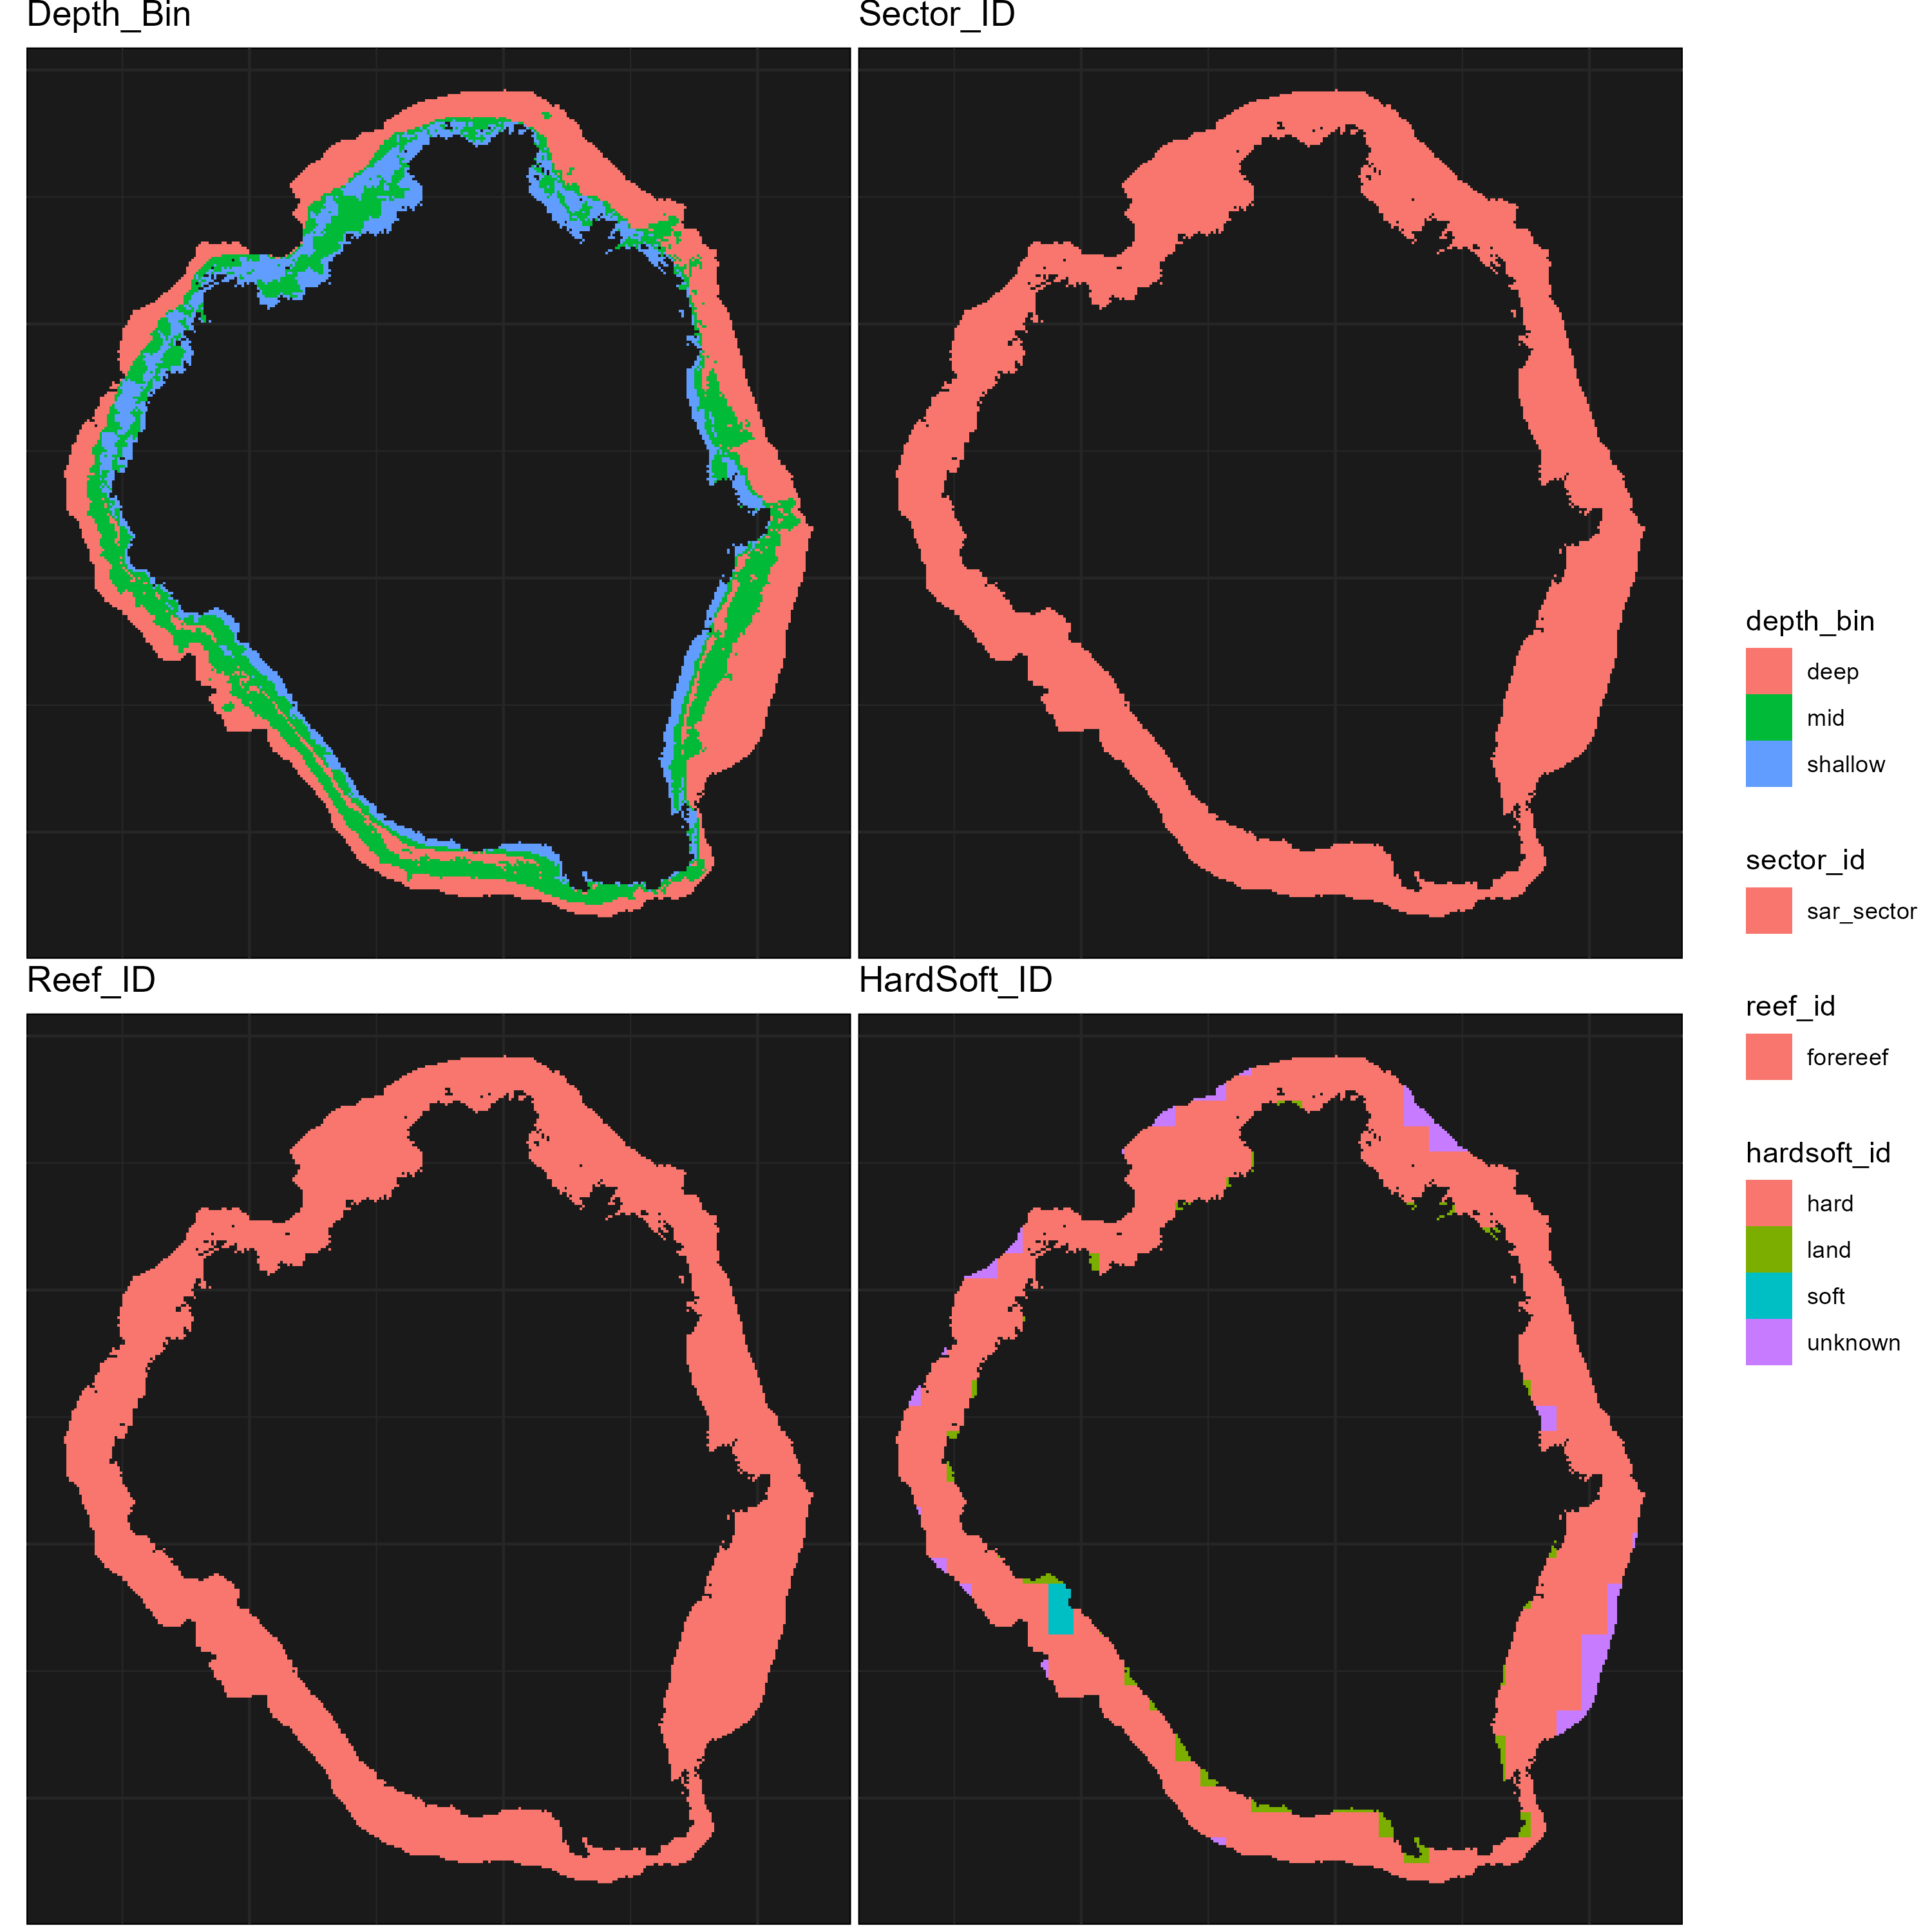 Depth_Bin
Sector_ID
Reef_ID
HardSoft_ID
depth_bin
deep
mid
shallow
sector_id
sar_sector
reef_id
forereef
hardsoft_id
hard
land
soft
unknown